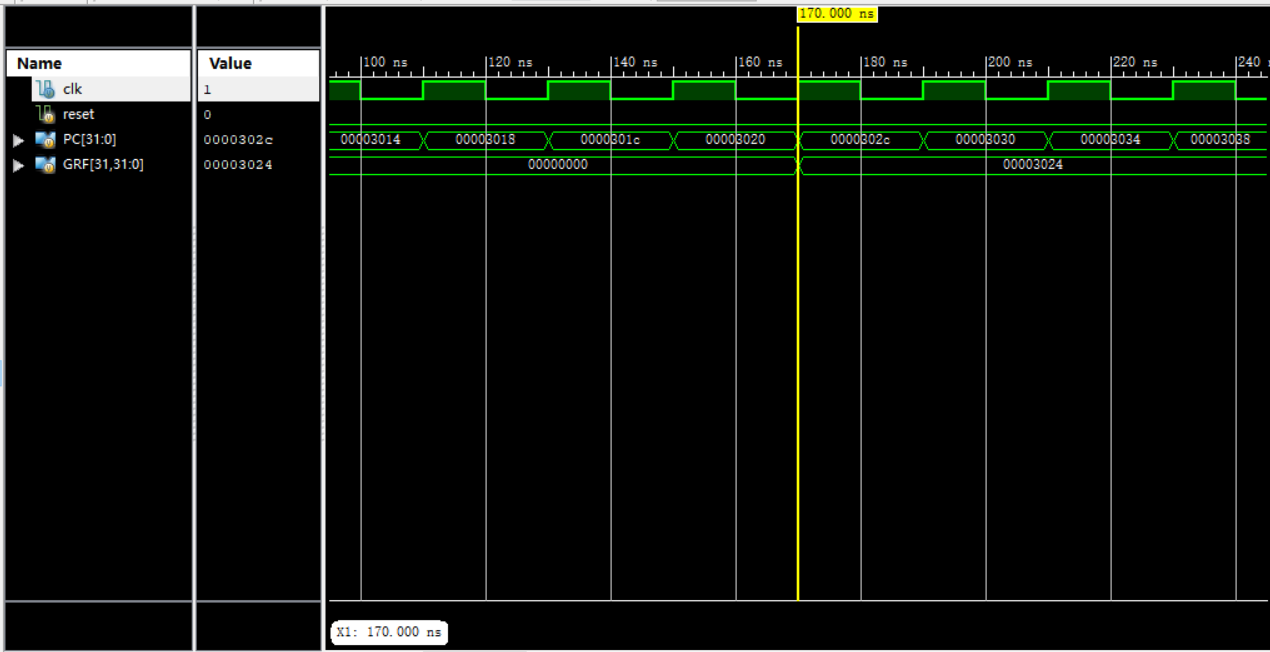 170.000 ns
Name Value
100 ns 120 ns 140 ns 160 ns 180 ns 200 ns 220 ns 240
clk 1
reset 0
PC[31:0] 0000302c 00003014 00003018 0000301c 00003020 0000302c 00003030 00003034 00003038
GRF[31,31:0] 00003024 00000000 00003024
X1: 170.000 ns